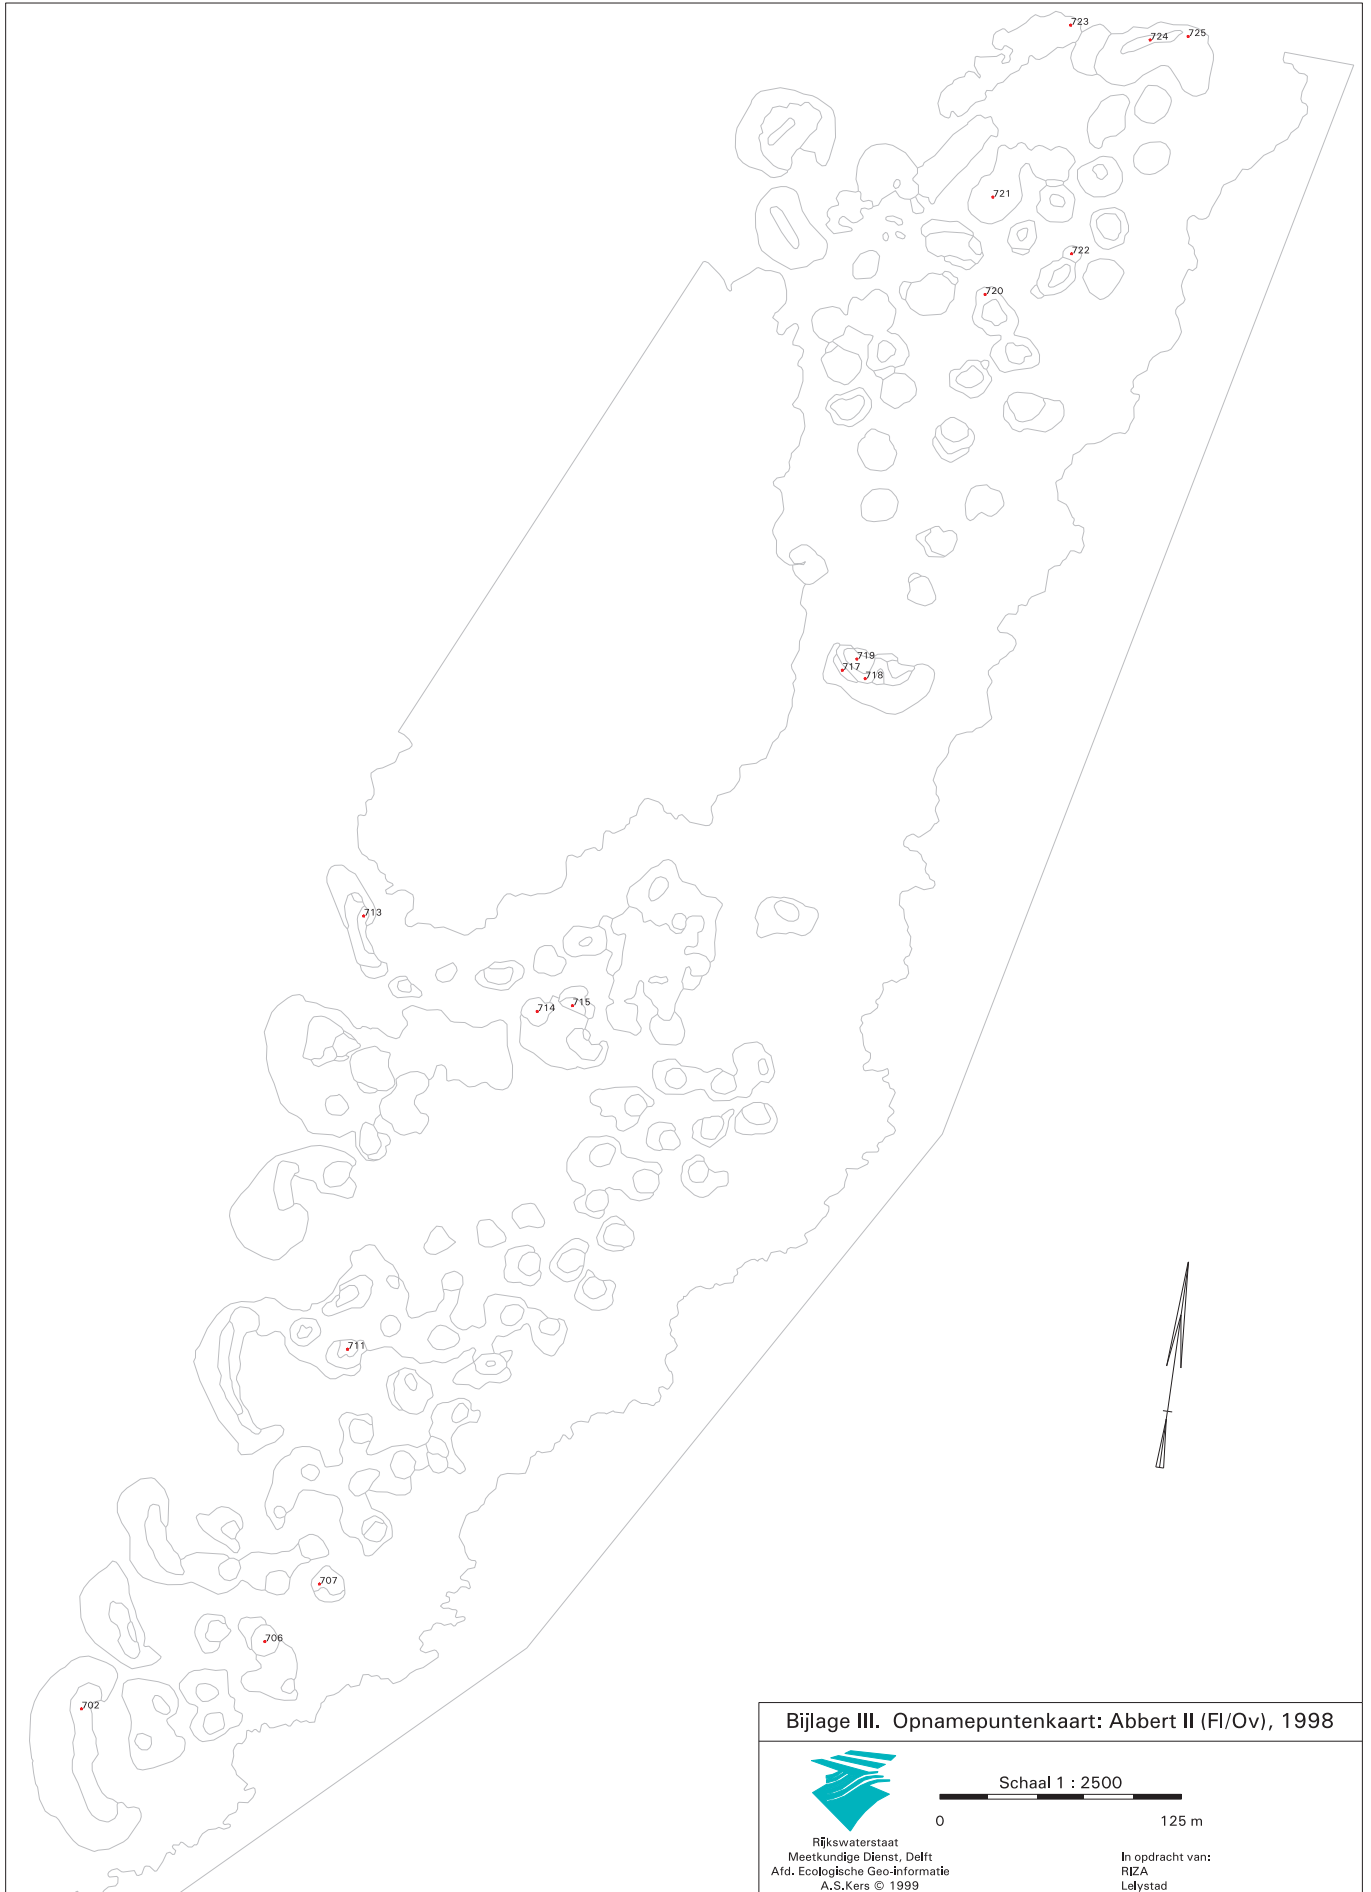 723
724
725
721
722
720
719
717
718
713
714
715
711
707
706
702
Bijlage III. Opnamepuntenkaart: Abbert II (Fl/Ov), 1998
Schaal 1 : 2500
0 125 m
Rijkswaterstaat
Meetkundige Dienst, Delft
Afd. Ecologische Geo-informatie
A.S.Kers © 1999
In opdracht van:
RIZA
Lelystad